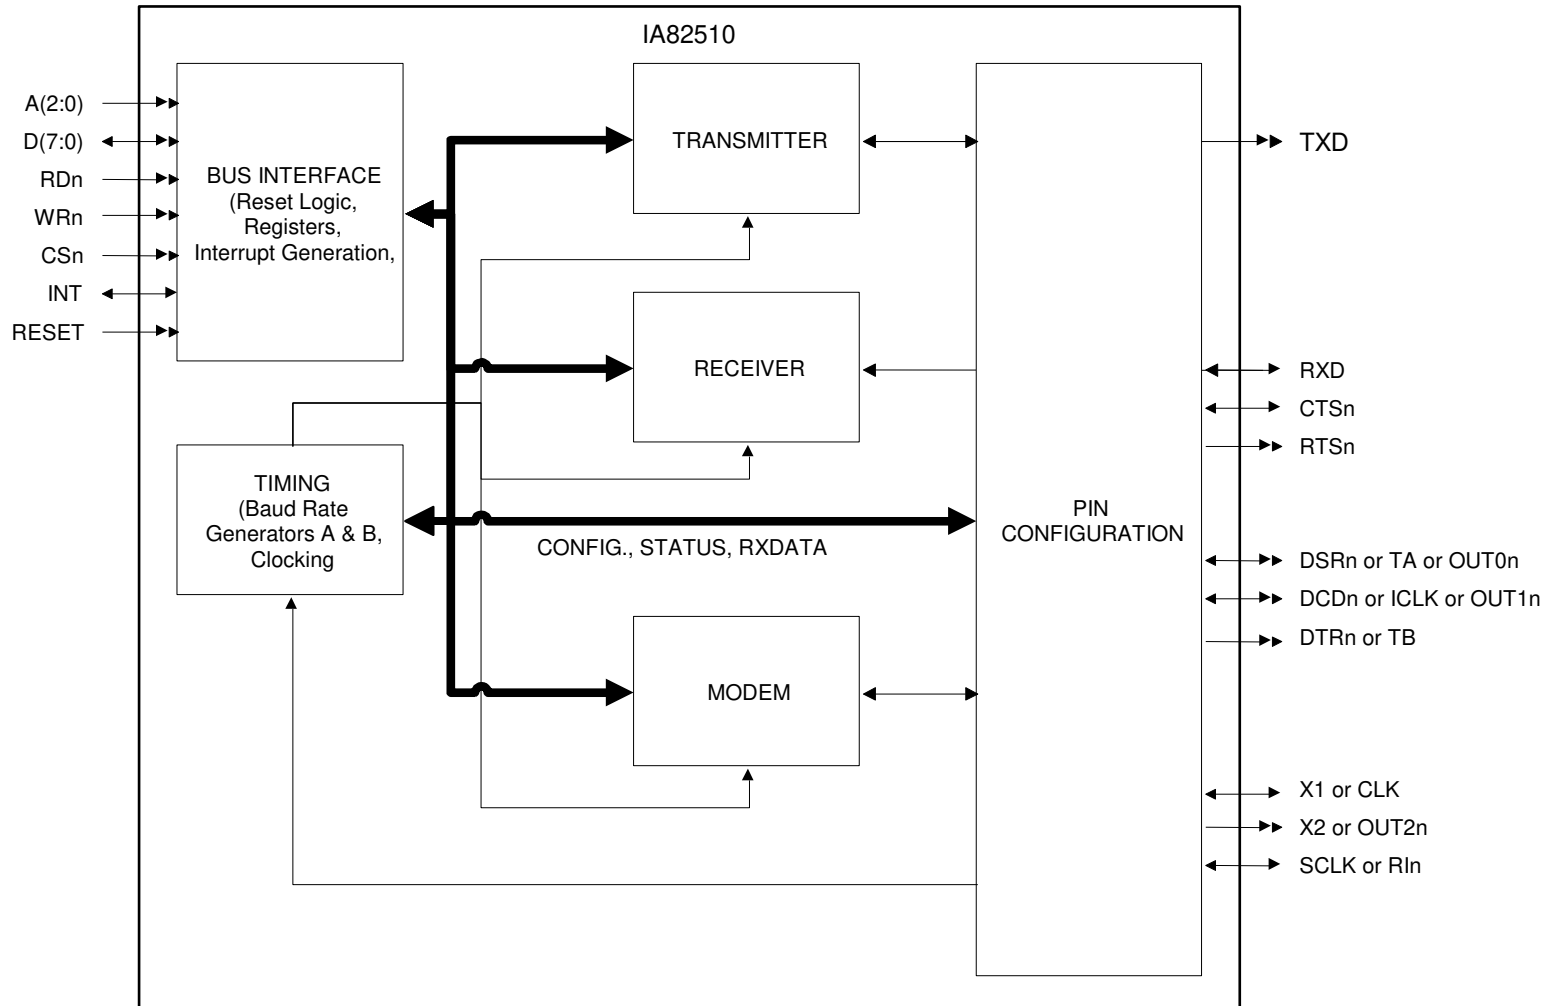 IA82510
A(2:0)
D(7:0)
RDn
WRn
CSn
INT
RESET
BUS INTERFACE
(Reset Logic,
Registers,
Interrupt Generation,
TIMING
(Baud Rate
Generators A & B,
Clocking
TRANSMITTER
RECEIVER
CONFIG., STATUS, RXDATA
MODEM
PIN
CONFIGURATION
TXD
RXD
CTSn
RTSn
DSRn or TA or OUT0n
DCDn or ICLK or OUT1n
DTRn or TB
X1 or CLK
X2 or OUT2n
SCLK or RIn